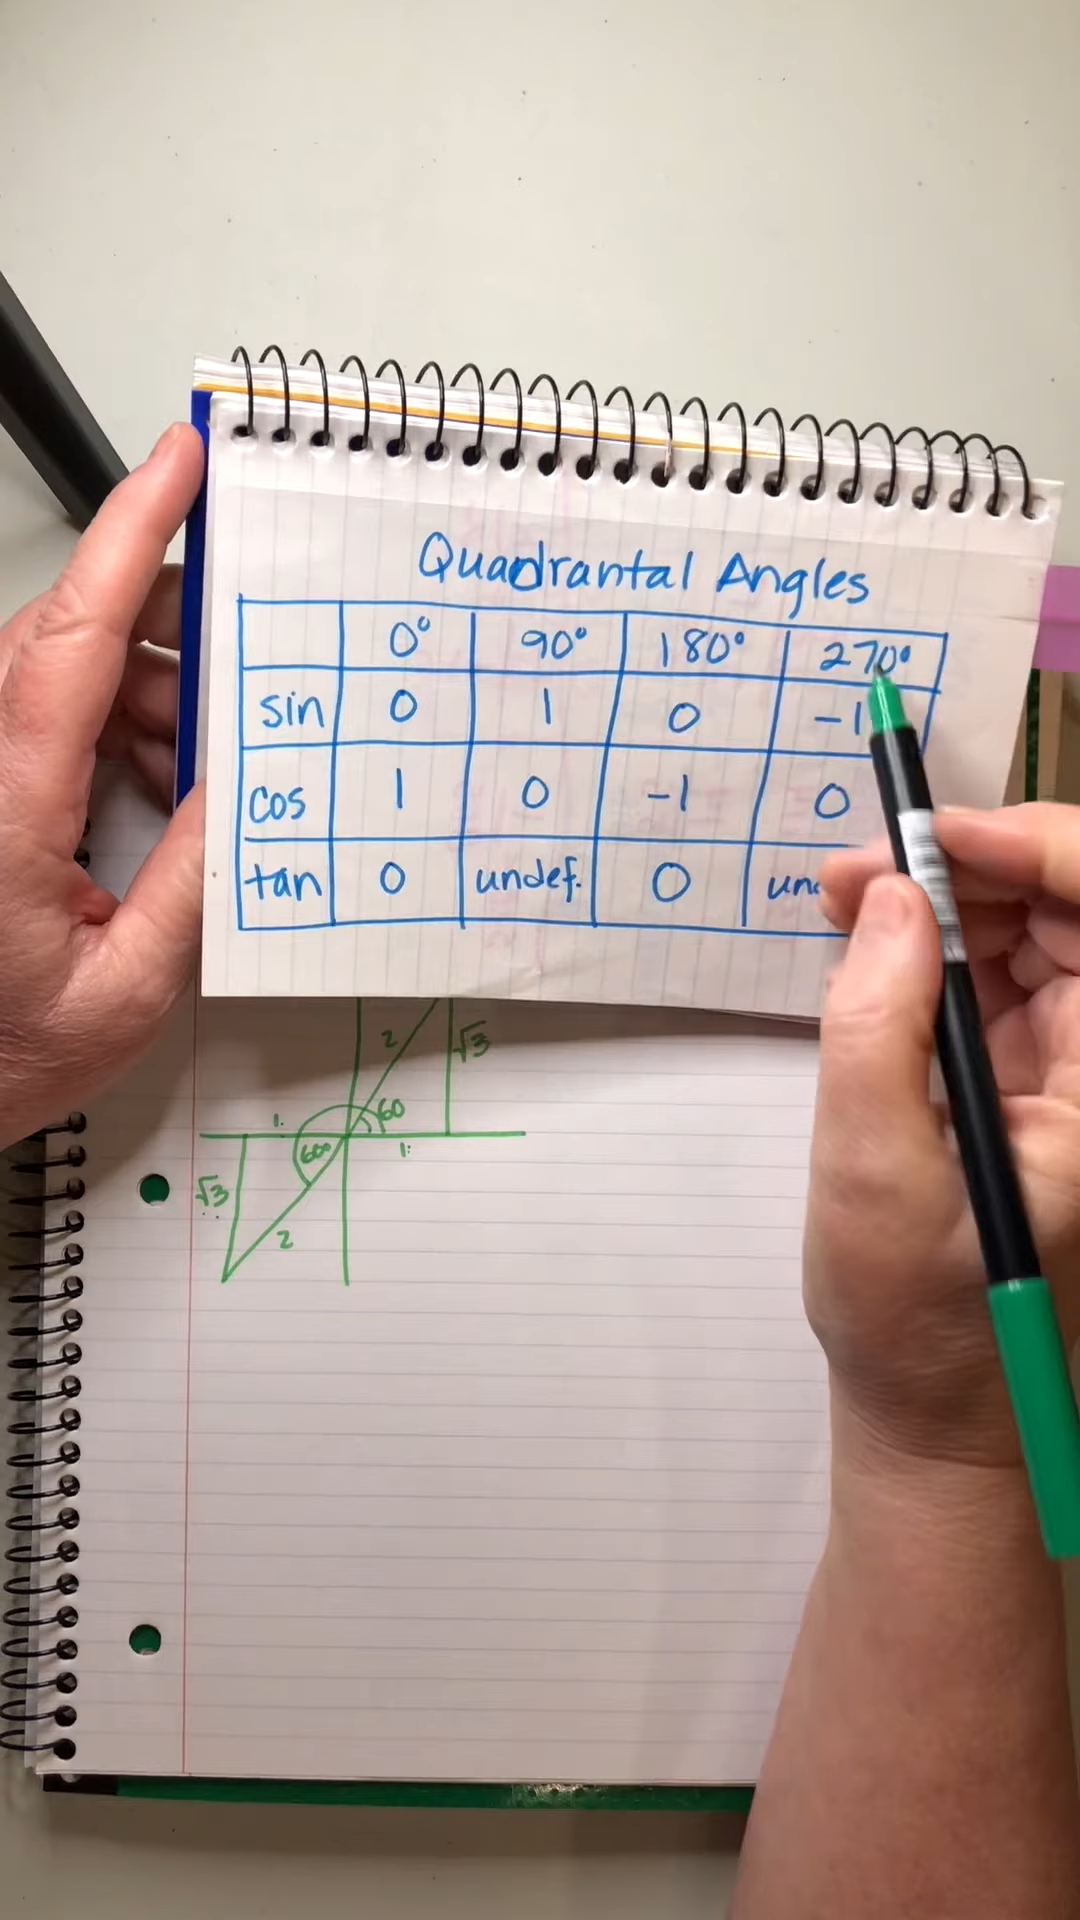 Quadrantal Angles
0° 90° 180° 270°
sin 0 1 0 -1
cos 1 0 -1 0
tan 0 undef. 0
2 √3
1. 60
60° 1:
√3
2